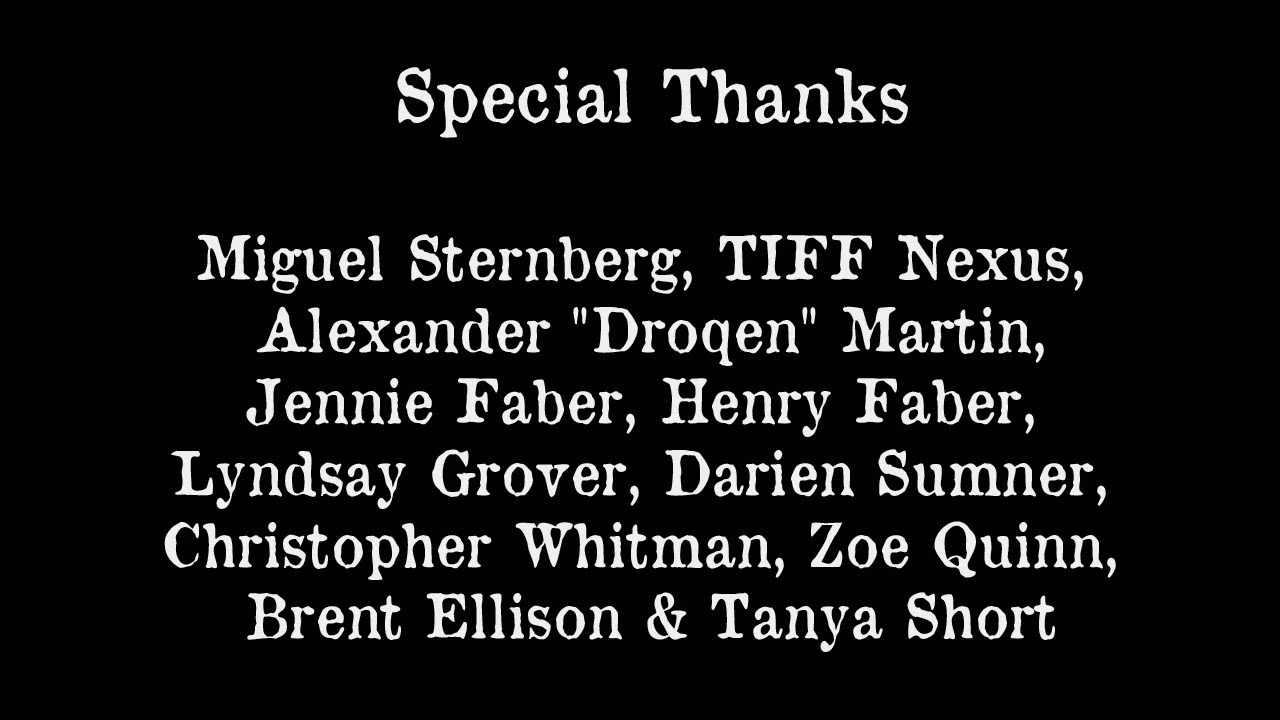 Special Thanks
Miguel Sternberg, TIFF Nexus,
Alexander "Droqen" Martin,
Jennie Faber, Henry Faber,
Lyndsay Grover, Darien Sumner,
Christopher Whitman, Zoe Quinn,
Brent Ellison & Tanya Short